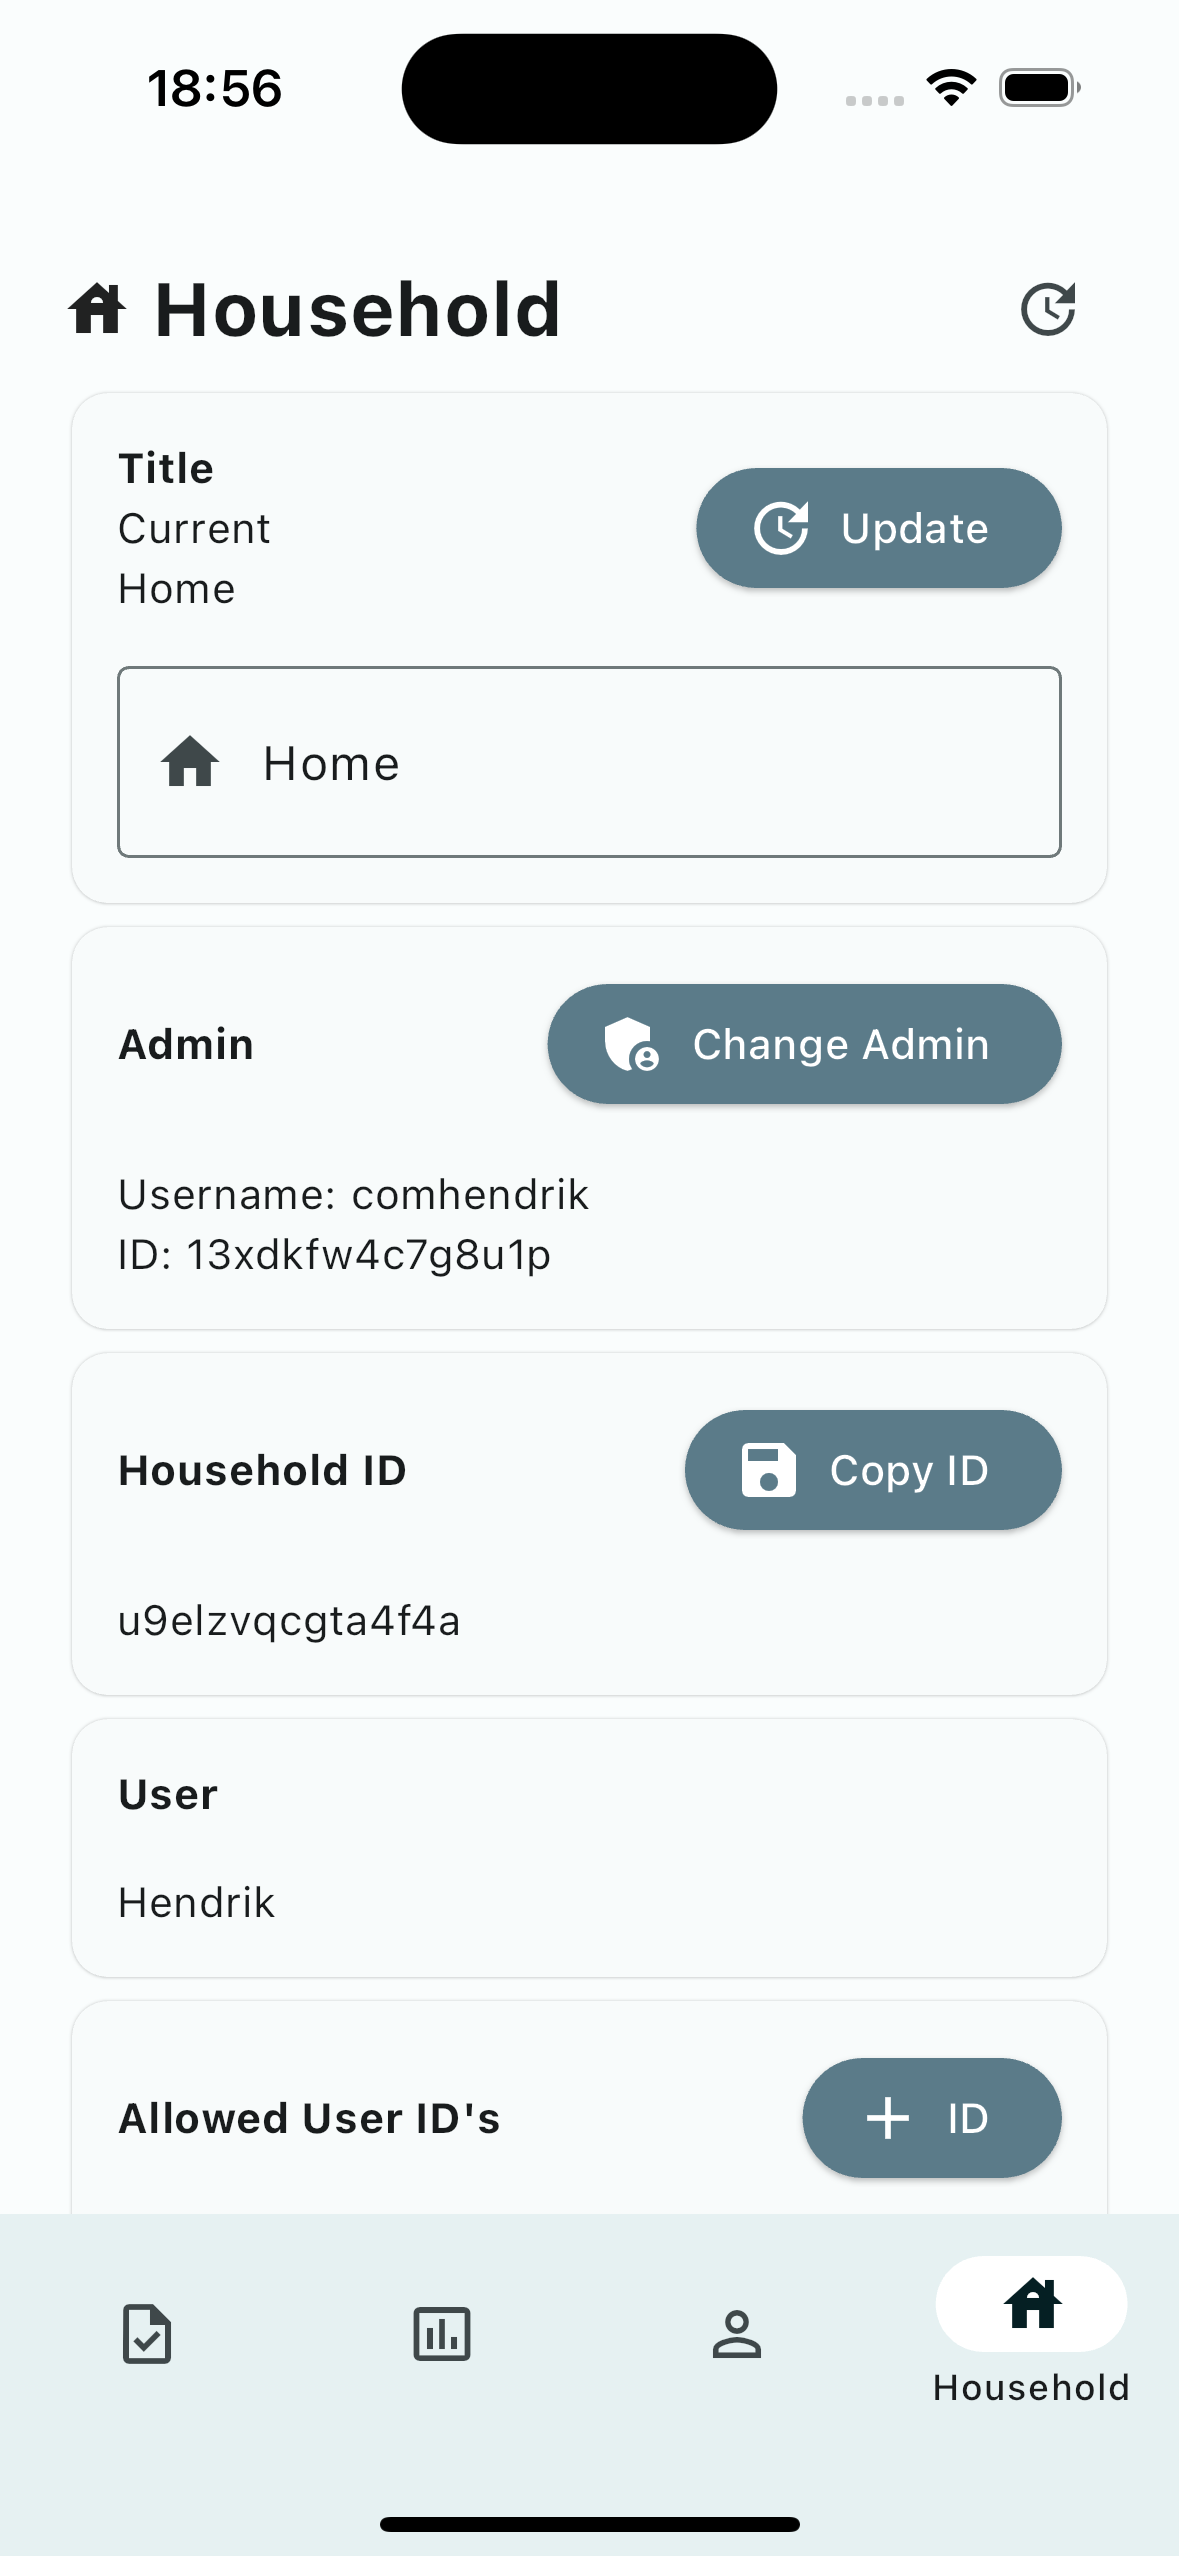 18:56
Household
Title
Current
Home
Update
Home
Admin
Change Admin
Username: comhendrik
ID: 13xdkfw4c7g8u1p
Household ID
Copy ID
u9elzvqcgta4f4a
User
Hendrik
Allowed User ID's
ID
Household